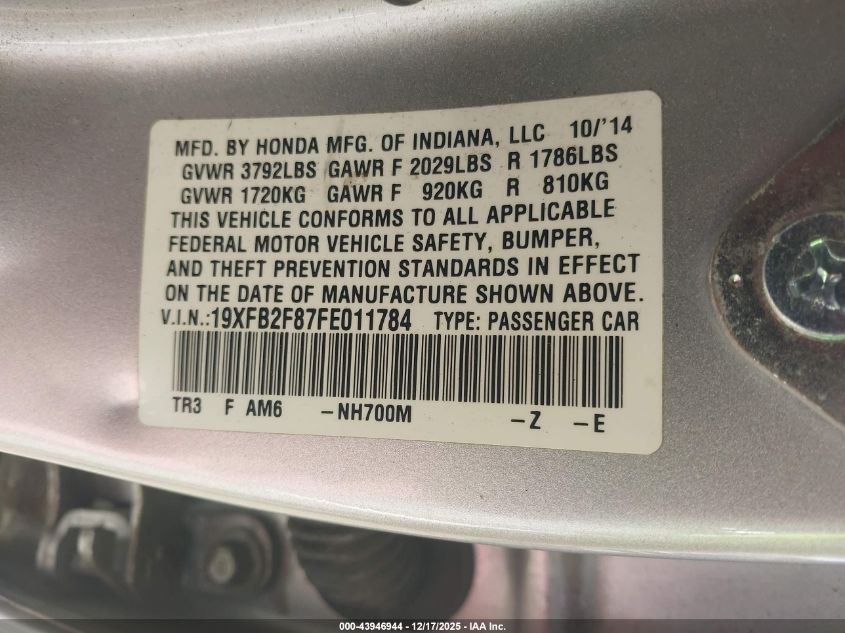 MFD. BY HONDA MFG. OF INDIANA, LLC 10/'14
GVWR 3792LBS GAWR F 2029LBS R 1786LBS
GVWR 1720KG GAWR F 920KG R 810KG
THIS VEHICLE CONFORMS TO ALL APPLICABLE
FEDERAL MOTOR VEHICLE SAFETY, BUMPER,
AND THEFT PREVENTION STANDARDS IN EFFECT
ON THE DATE OF MANUFACTURE SHOWN ABOVE.
V.I.N.:19XFB2F87FE011784 TYPE: PASSENGER CAR
TR3 F AM6 -NH700M -Z -E
000-43946944 - 12/17/2025 - IAA Inc.